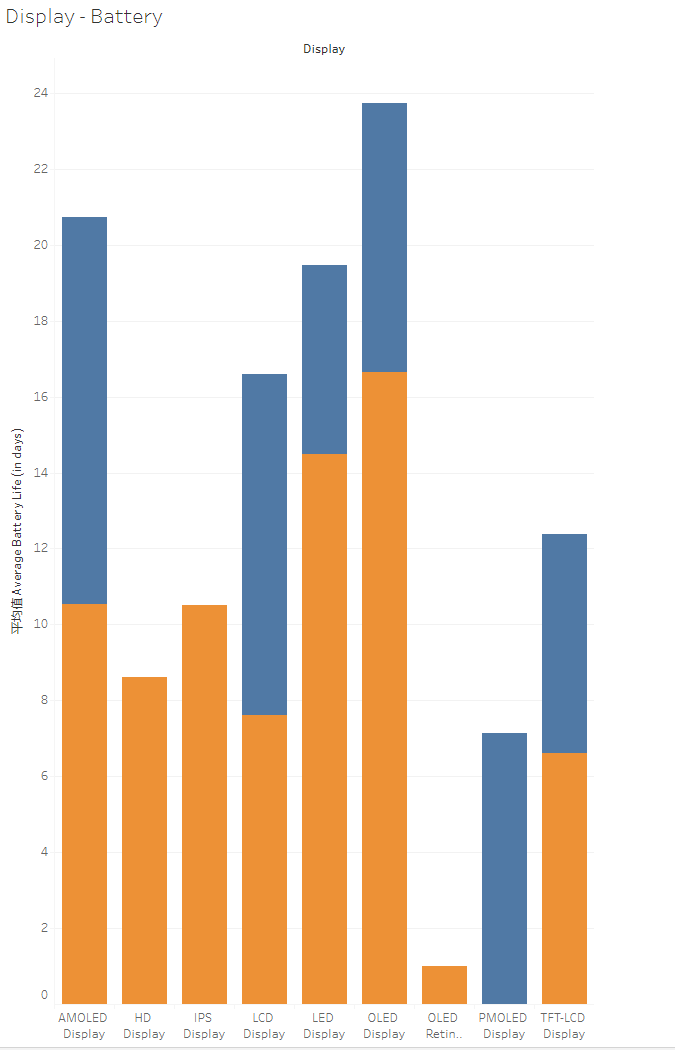 Display - Battery
Display
平均值 Average Battery Life (in days)
24
22
20
18
16
14
12
10
8
6
4
2
0
AMOLED Display
HD Display
IPS Display
LCD Display
LED Display
OLED Display
OLED Retin..
PMOLED Display
TFT-LCD Display